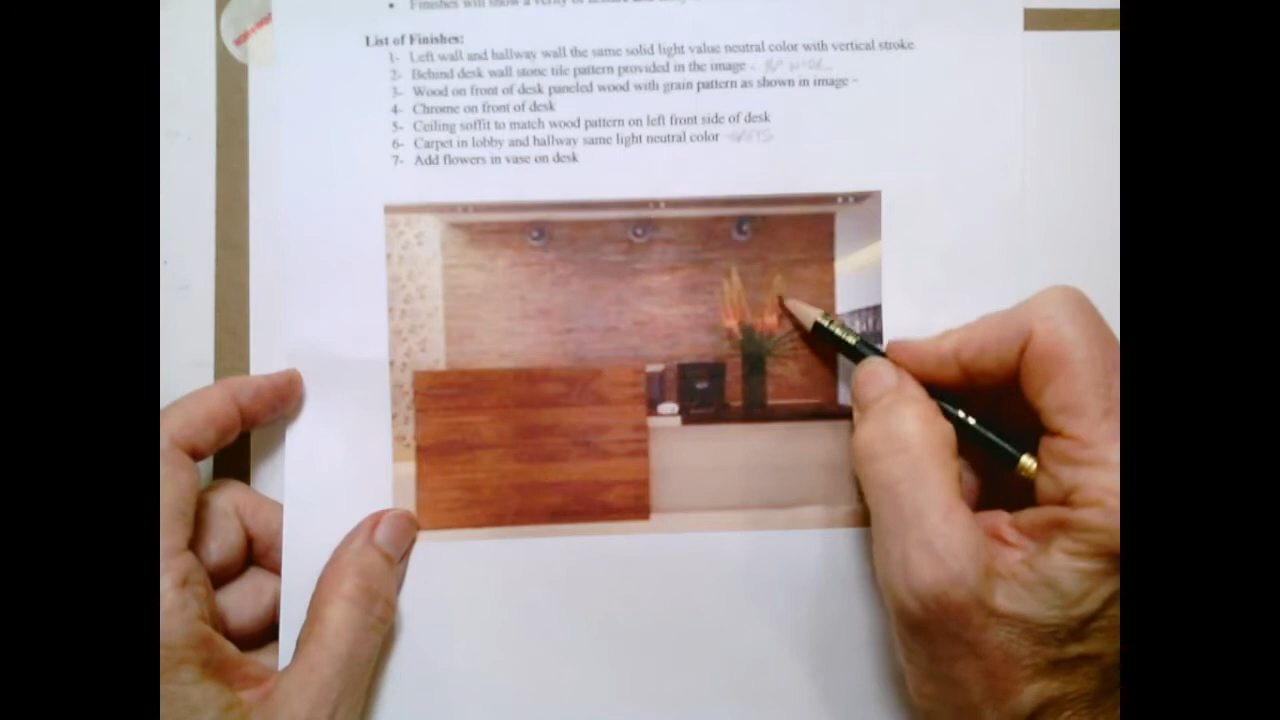 • Finishes will show a
List of Finishes:
1- Left wall and hallway wall the same solid light value neutral color with vertical stroke
2- Behind desk wall stone tile pattern provided in the image -
3- Wood on front of desk paneled wood with grain pattern as shown in image -
4- Chrome on front of desk
5- Ceiling soffit to match wood pattern on left front side of desk
6- Carpet in lobby and hallway same light neutral color
7- Add flowers in vase on desk